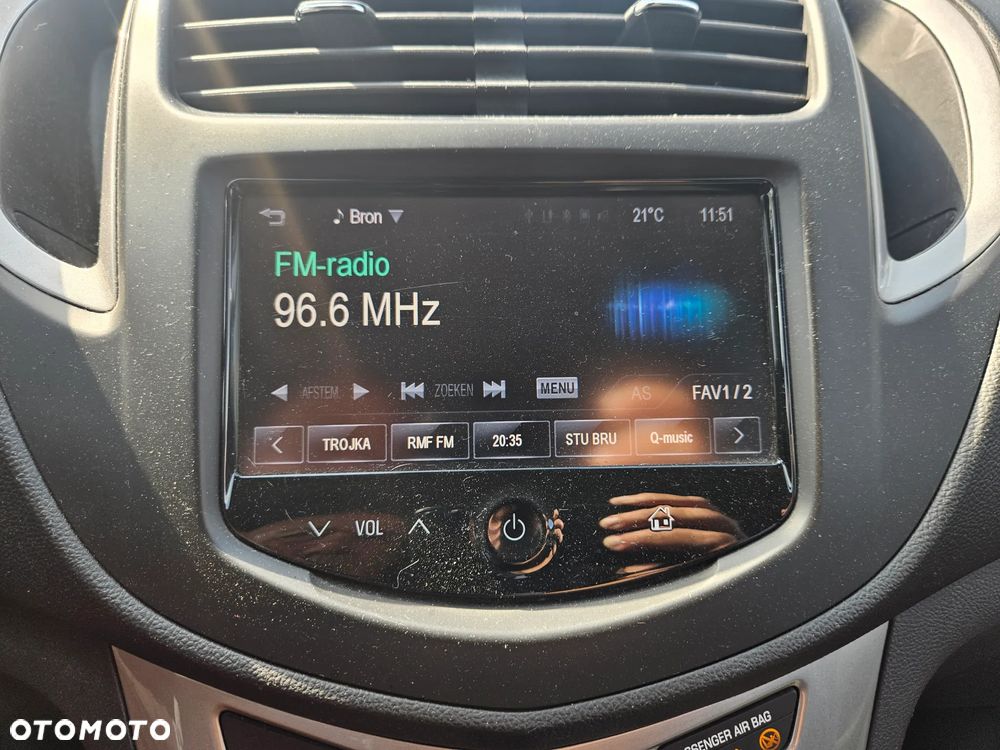 Bron 21°C 11:51
FM-radio
96.6 MHz
AFSTEM ZOEKEN MENU AS FAV1 / 2
TROJKA RMF FM 20:35 STU BRU Q-music
VOL
PASSENGER AIR BAG
OTOMOTO